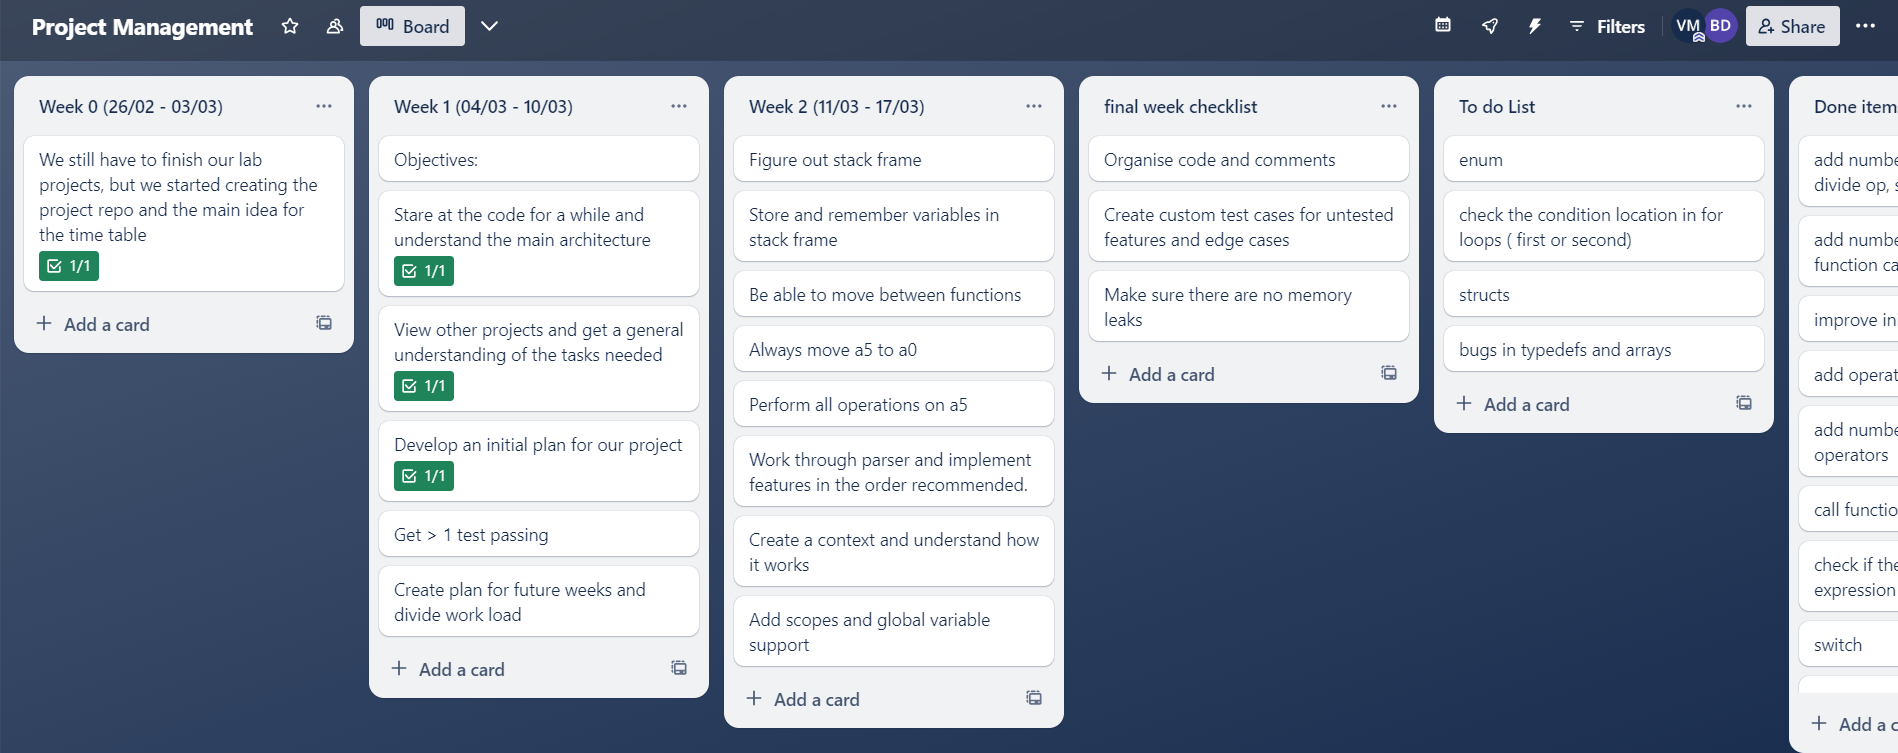 Project Management
Board
Filters
VM
BD
Share
Week 0 (26/02 - 03/03)
We still have to finish our lab
projects, but we started creating the
project repo and the main idea for
the time table
1/1
Add a card
Week 1 (04/03 - 10/03)
Objectives:
Stare at the code for a while and
understand the main architecture
1/1
View other projects and get a general
understanding of the tasks needed
1/1
Develop an initial plan for our project
1/1
Get > 1 test passing
Create plan for future weeks and
divide work load
Add a card
Week 2 (11/03 - 17/03)
Figure out stack frame
Store and remember variables in
stack frame
Be able to move between functions
Always move a5 to a0
Perform all operations on a5
Work through parser and implement
features in the order recommended.
Create a context and understand how
it works
Add scopes and global variable
support
Add a card
final week checklist
Organise code and comments
Create custom test cases for untested
features and edge cases
Make sure there are no memory
leaks
Add a card
To do List
enum
check the condition location in for
loops ( first or second)
structs
bugs in typedefs and arrays
Add a card
Done
add
divide op,
add
function
improve
add
add
operators
call
check if the
expression
switch
Add a